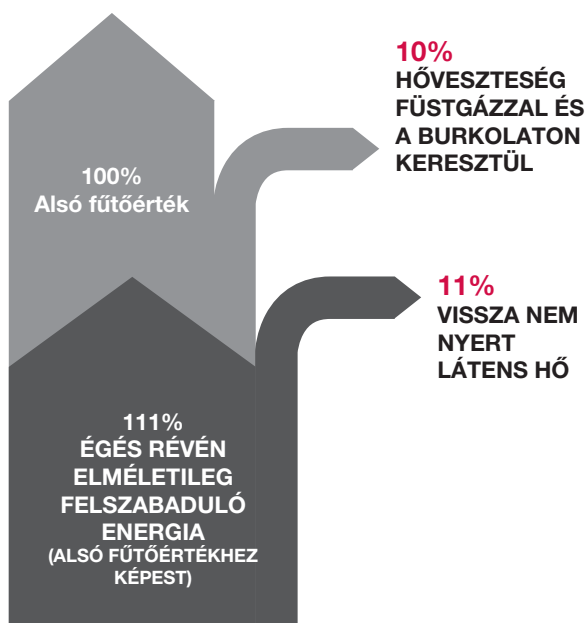 10%
HŐVESZTESÉG
FÜSTGÁZZAL ÉS
A BURKOLATON
KERESZTÜL
100%
Alsó fűtőérték
11%
VISSZA NEM
NYERT
LÁTENS HŐ
111%
ÉGÉS RÉVÉN
ELMÉLETILEG
FELSZABADULÓ
ENERGIA
(ALSÓ FŰTŐÉRTÉKHEZ
KÉPEST)